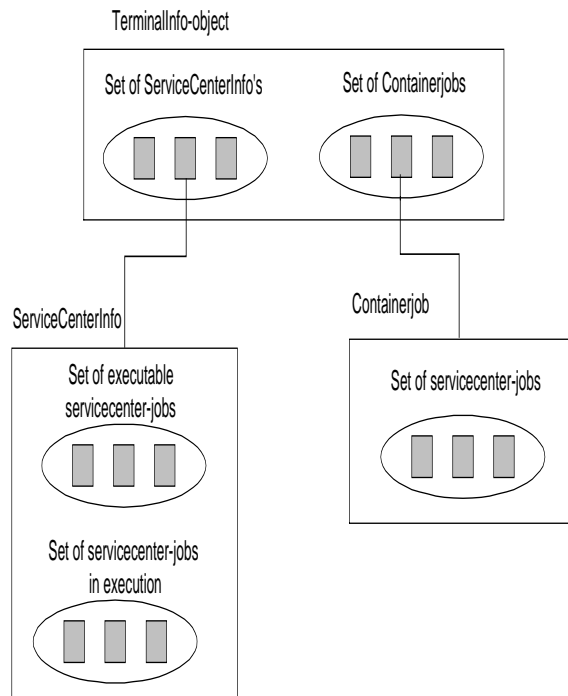 TerminalInfo-object
Set of ServiceCenterInfo's
Set of Containerjobs
ServiceCenterInfo
Containerjob
Set of executable
servicecenter-jobs
Set of servicecenter-jobs
Set of servicecenter-jobs
in execution